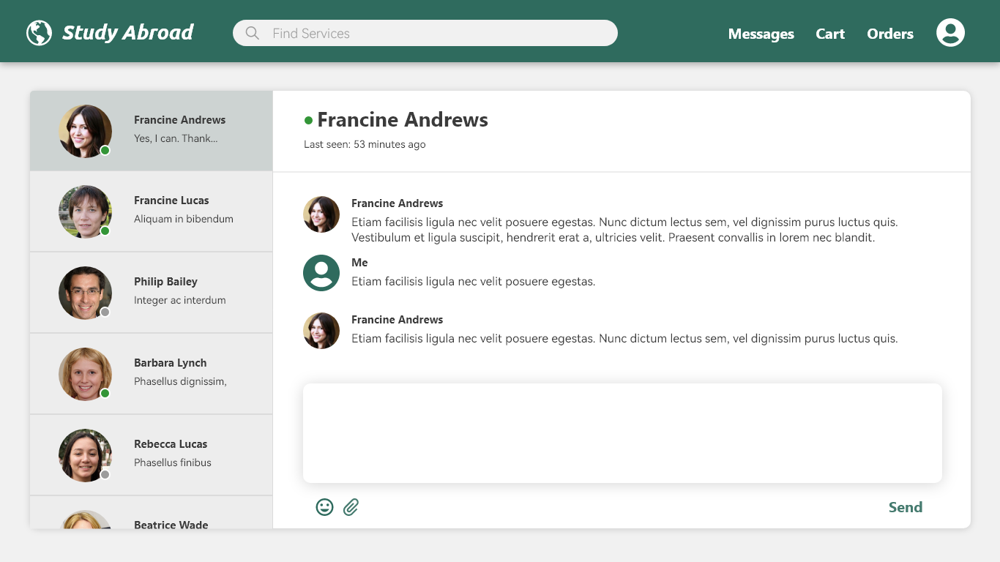 Study Abroad
Find Services
Messages
Cart
Orders
Francine Andrews
Yes, I can. Thank...
Francine Lucas
Aliquam in bibendum
Philip Bailey
Integer ac interdum
Barbara Lynch
Phasellus dignissim,
Rebecca Lucas
Phasellus finibus
Beatrice Wade
Francine Andrews
Last seen: 53 minutes ago
Francine Andrews
Etiam facilisis ligula nec velit posuere egestas. Nunc dictum lectus sem, vel dignissim purus luctus quis.
Vestibulum et ligula suscipit, hendrerit erat a, ultricies velit. Praesent convallis in lorem nec blandit.
Me
Etiam facilisis ligula nec velit posuere egestas.
Francine Andrews
Etiam facilisis ligula nec velit posuere egestas. Nunc dictum lectus sem, vel dignissim purus luctus quis.
Send